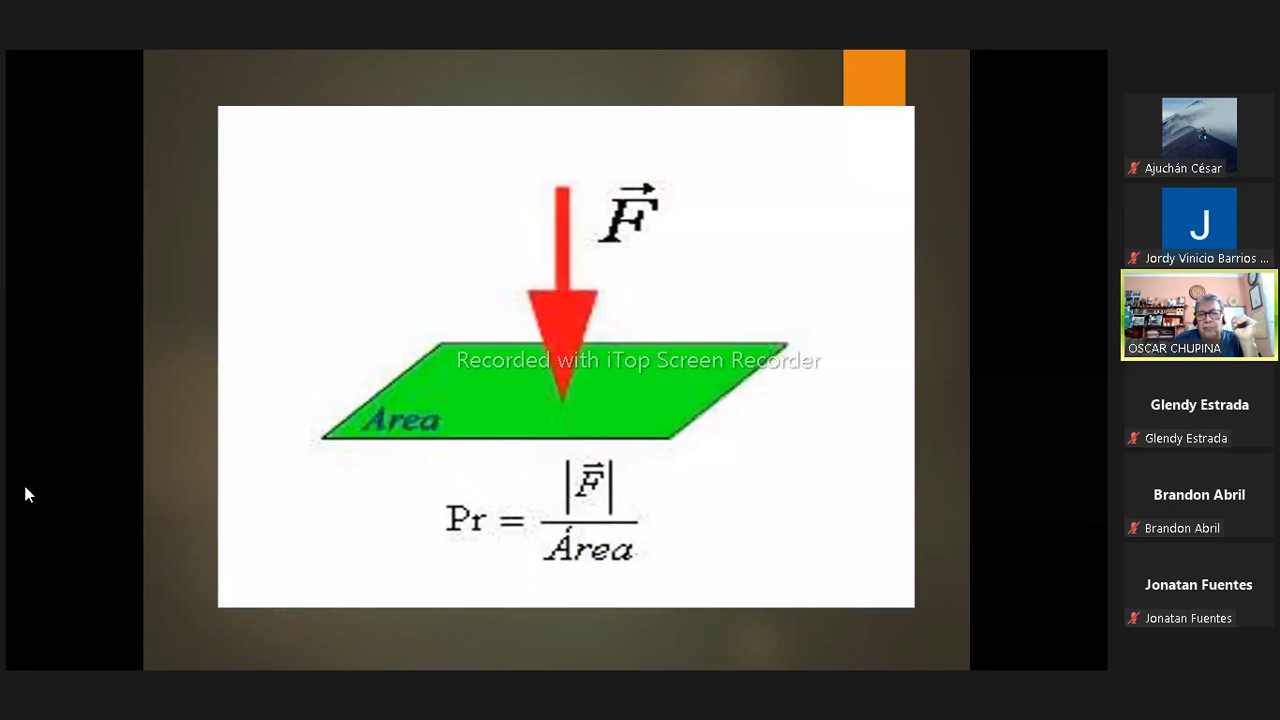 F
Recorded with iTop Screen Recorder
Área
Pr = |F| / Área
Ajuchán César
J
Jordy Vinicio Barrios ...
OSCAR CHUPINA
Glendy Estrada
Glendy Estrada
Brandon Abril
Brandon Abril
Jonatan Fuentes
Jonatan Fuentes